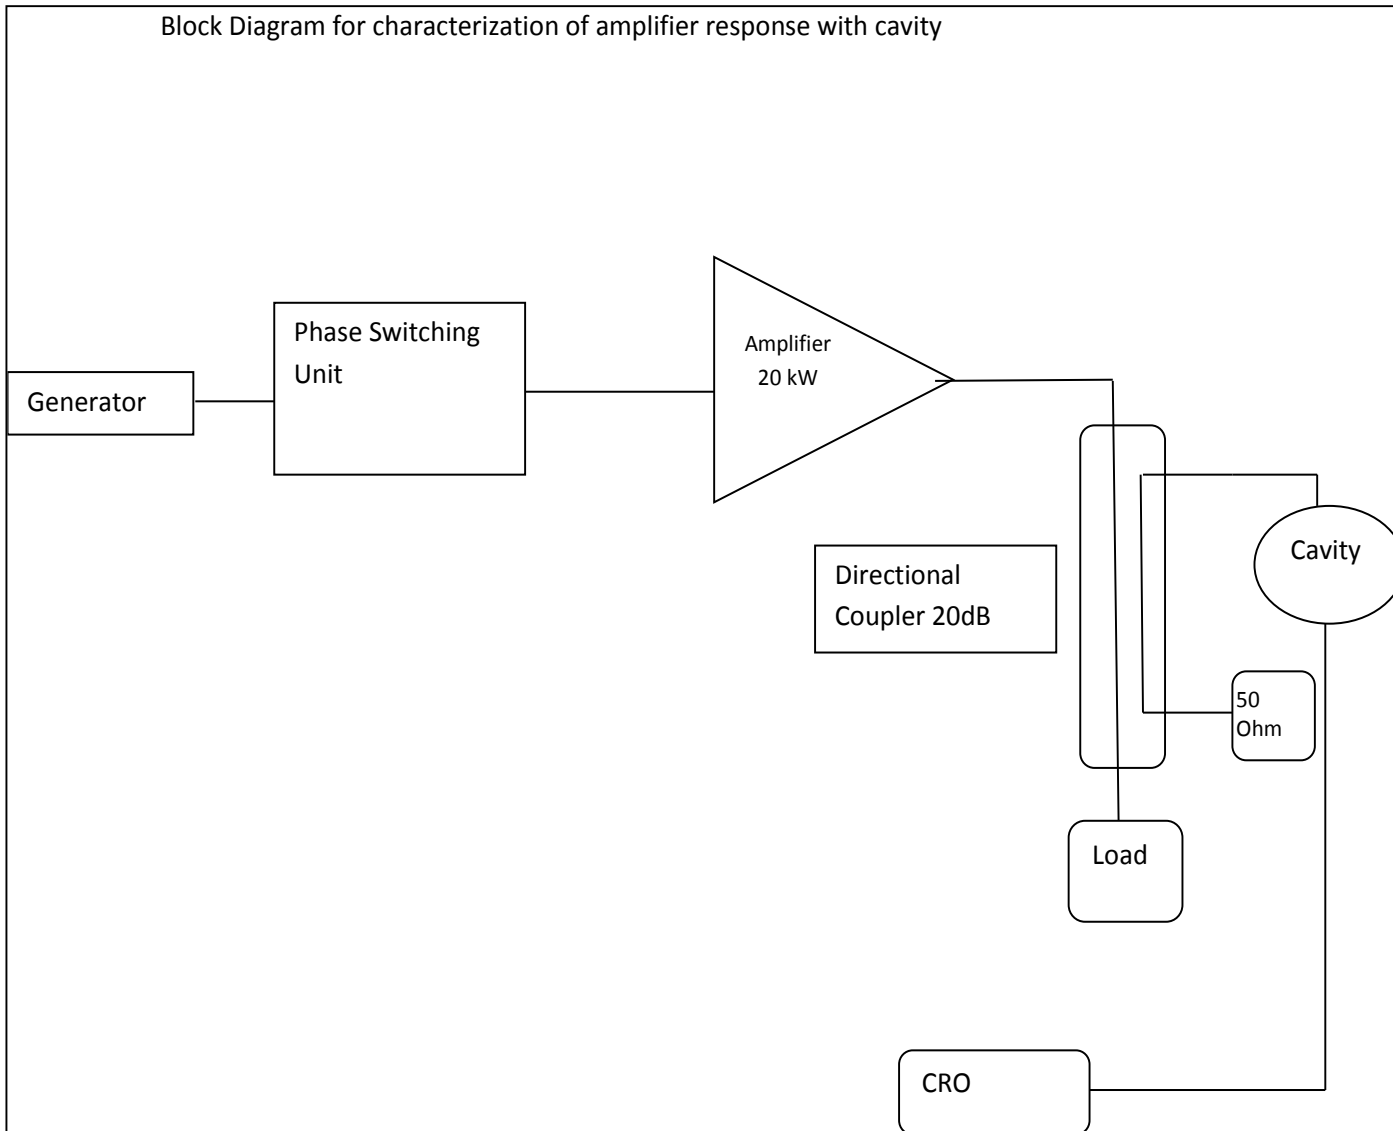 Block Diagram for characterization of amplifier response with cavity
Phase Switching
Unit
Generator
Amplifier
20 kW
Directional
Coupler 20dB
Cavity
50
Ohm
Load
CRO